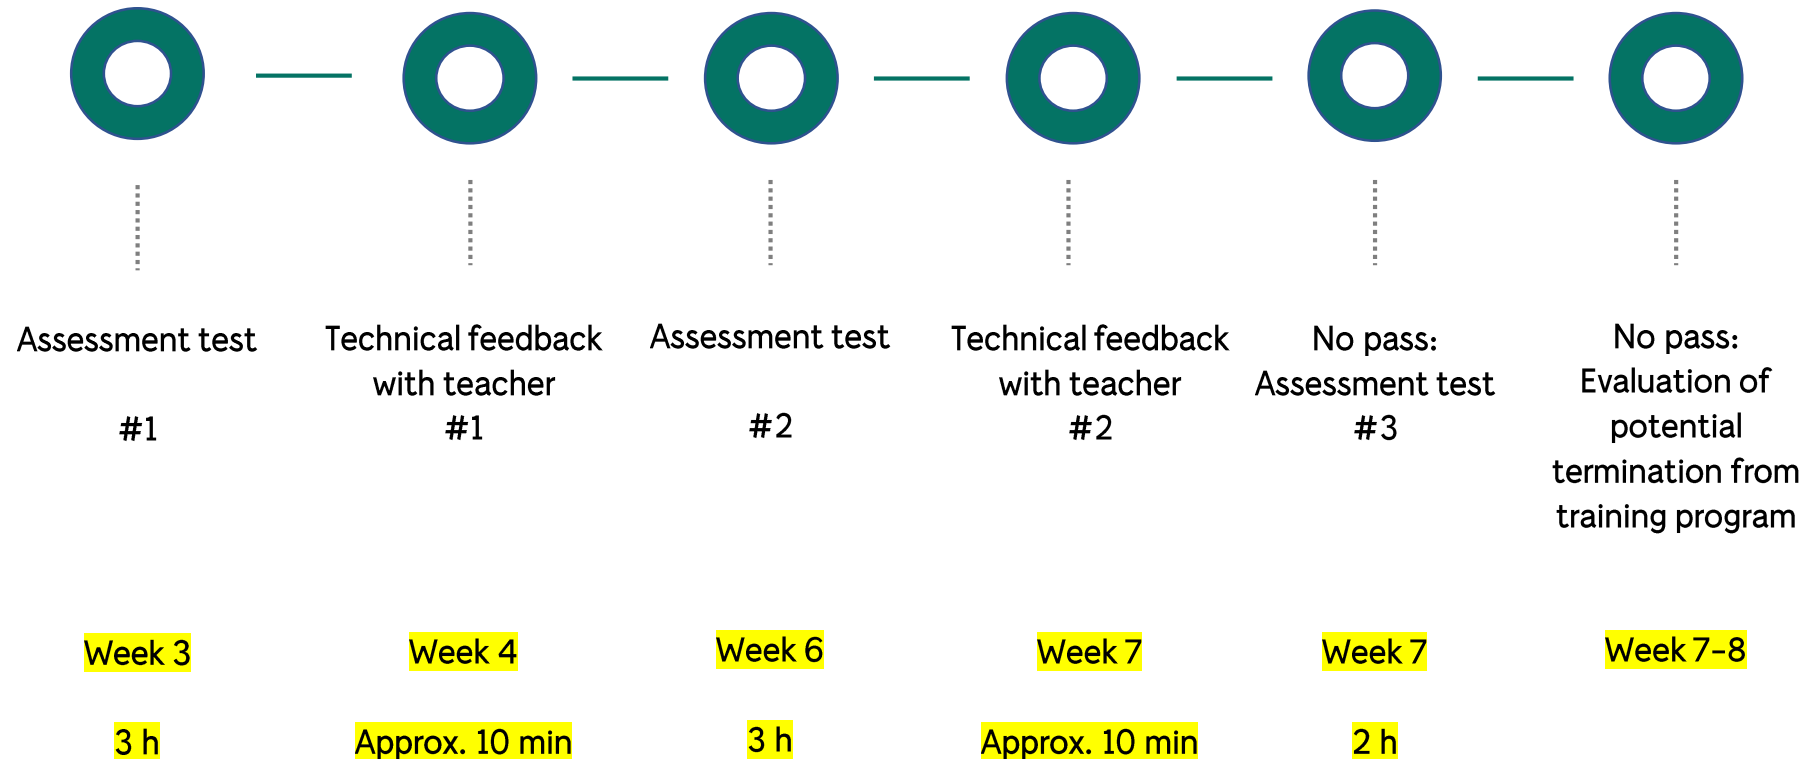 Assessment test
#1
Technical feedback
with teacher
#1
Assessment test
#2
Technical feedback
with teacher
#2
No pass:
Assessment test
#3
No pass:
Evaluation of
potential
termination from
training program
Week 3
Week 4
Week 6
Week 7
Week 7
Week 7-8
3 h
Approx. 10 min
3 h
Approx. 10 min
2 h